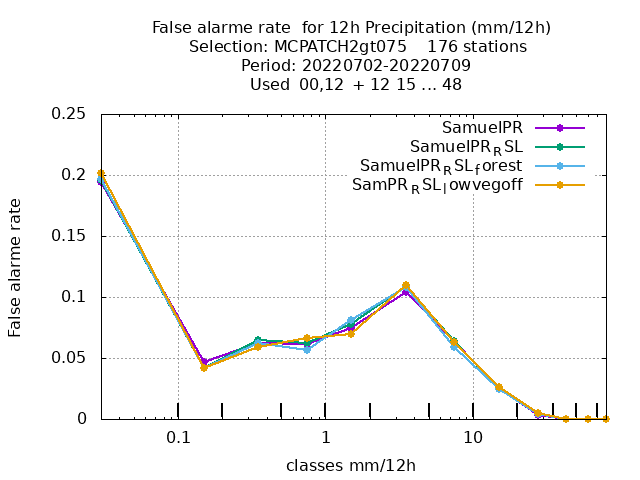 False alarme rate  for 12h Precipitation (mm/12h)
Selection: MCPATCH2gt075    176 stations
Period: 20220702-20220709
Used  00,12  + 12 15 ... 48
0.25
0.2
0.15
0.1
0.05
0
False alarme rate
SamuelPR
SamuelPR_RSL
SamuelPR_RSL_forest
SamPR_RSL_lowvegoff
0.1
1
10
classes mm/12h